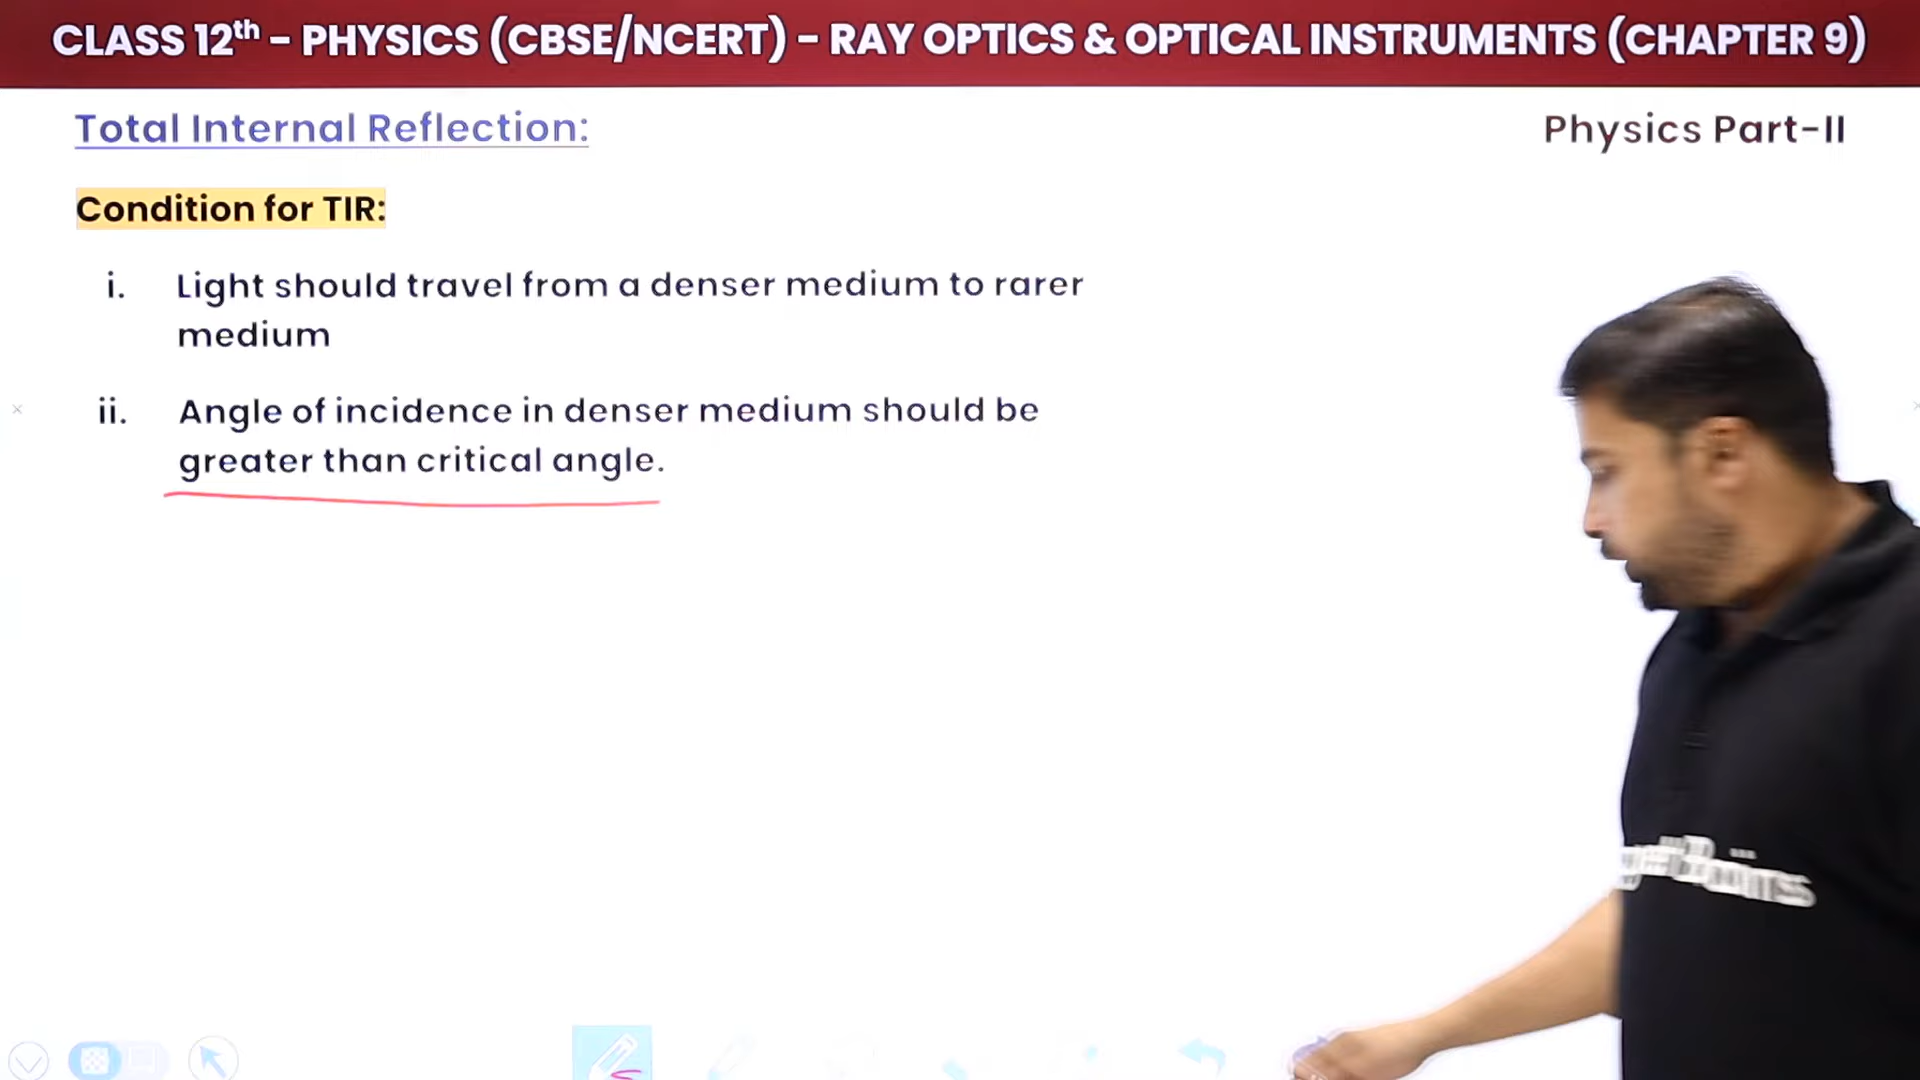 CLASS 12th - PHYSICS (CBSE/NCERT) - RAY OPTICS & OPTICAL INSTRUMENTS (CHAPTER 9)
Total Internal Reflection:
Physics Part-II
Condition for TIR:
i. Light should travel from a denser medium to rarer
medium
ii. Angle of incidence in denser medium should be
greater than critical angle.